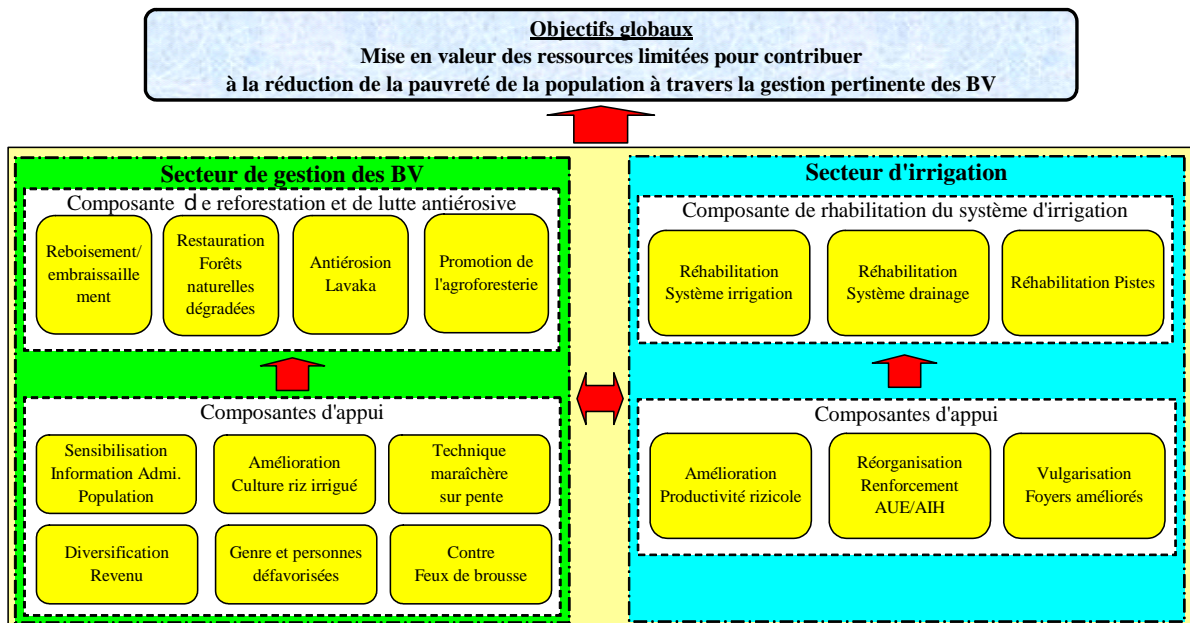 Objectifs globaux
Mise en valeur des ressources limitées pour contribuer
à la réduction de la pauvreté de la population à travers la gestion pertinente des BV
Secteur de gestion des BV
Composante de reforestation et de lutte antiérosive
Reboisement/
embraissaille
ment
Restauration
Forêts
naturelles
dégradées
Antiérosion
Lavaka
Promotion de
l'agroforesterie
Composantes d'appui
Sensibilisation
Information Admi.
Population
Amélioration
Culture riz irrigué
Technique
maraîchère
sur pente
Diversification
Revenu
Genre et personnes
défavorisées
Contre
Feux de brousse
Secteur d'irrigation
Composante de rhabilitation du système d'irrigation
Réhabilitation
Système irrigation
Réhabilitation
Système drainage
Réhabilitation Pistes
Composantes d'appui
Amélioration
Productivité rizicole
Réorganisation
Renforcement
AUE/AIH
Vulgarisation
Foyers améliorés